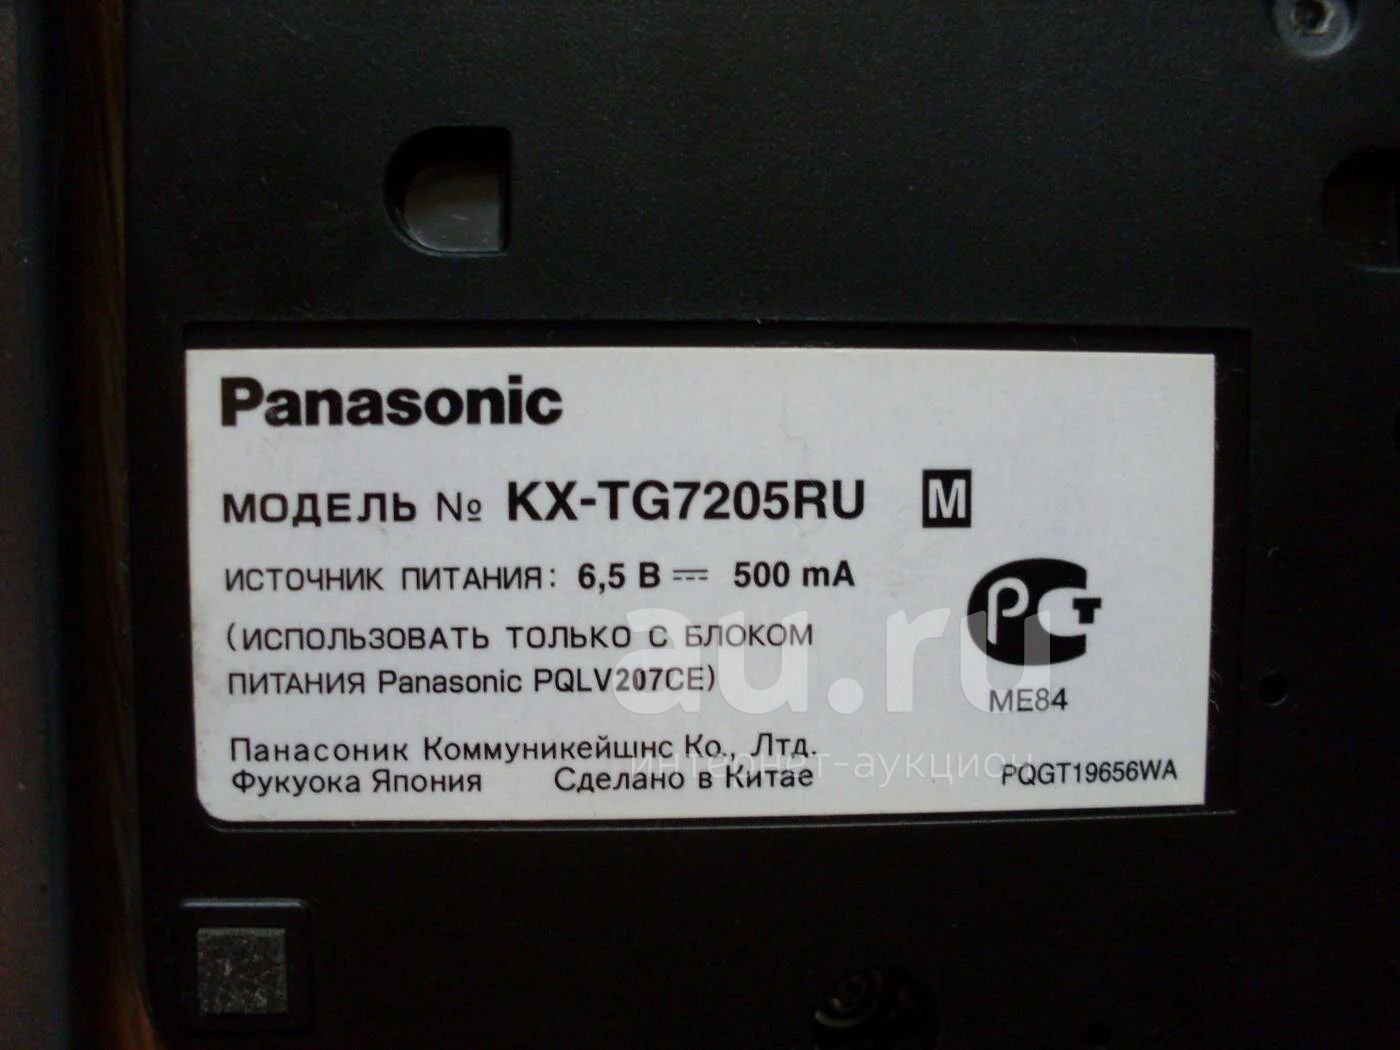 Panasonic
МОДЕЛЬ № KX-TG7205RU M
ИСТОЧНИК ПИТАНИЯ: 6,5 В ⎓ 500 mA
(ИСПОЛЬЗОВАТЬ ТОЛЬКО С БЛОКОМ
ПИТАНИЯ Panasonic PQLV207CE)
РСТ
ME84
Панасоник Коммуникейшнс Ко., Лтд.
Фукуока Япония Сделано в Китае
PQGT19656WA
au.ru
интернет-аукцион